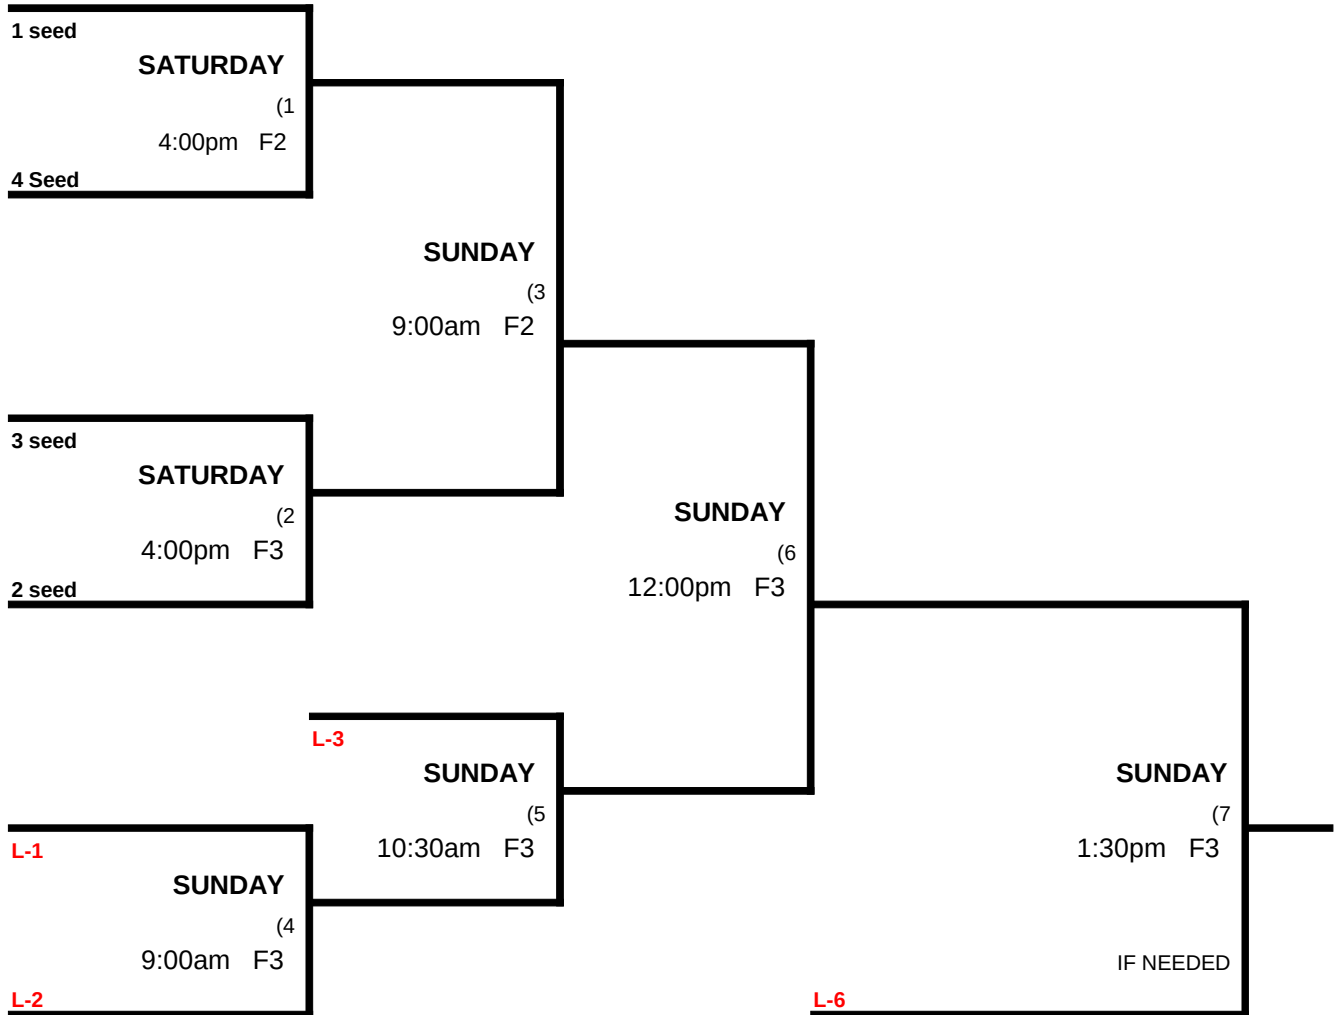 1 seed
SATURDAY
(1
4:00pm F2
4 Seed
SUNDAY
(3
9:00am F2
3 seed
SATURDAY
(2
4:00pm F3
2 seed
SUNDAY
(6
12:00pm F3
L-3
SUNDAY
(5
10:30am F3
L-1
SUNDAY
(4
9:00am F3
L-2
SUNDAY
(7
1:30pm F3
IF NEEDED
L-6